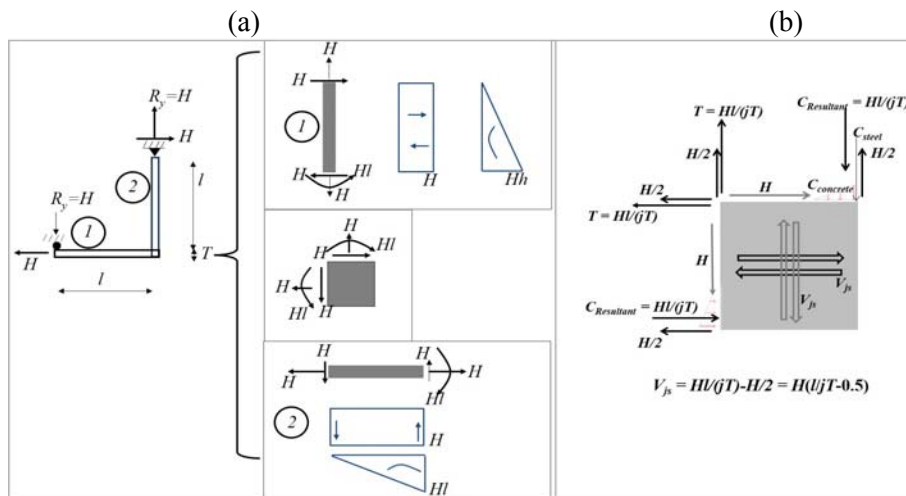 (a)
(b)
R_y=H
H
2
l
R_y=H
1
H
l
T
H
H
1
H
Hl
H
H
Hh
H
H
Hl
H
Hl
H
H
H
H
H
Hl
2
H
Hl
C_Resultant = Hl/(jT)
T = Hl/(jT)
C_steel
H/2
H/2
H/2
H
C_concrete
T = Hl/(jT)
H
V_js
V_js
C_Resultant = Hl/(jT)
H/2
V_js = Hl/(jT)-H/2 = H(l/jT-0.5)